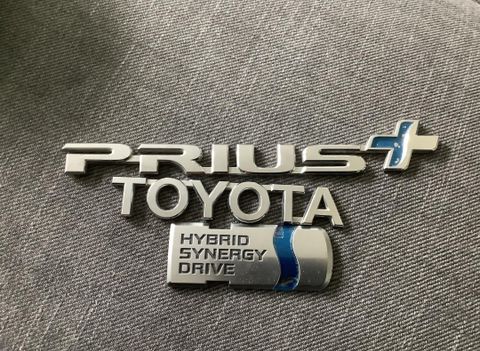 PRIUS+
TOYOTA
HYBRID
SYNERGY
DRIVE